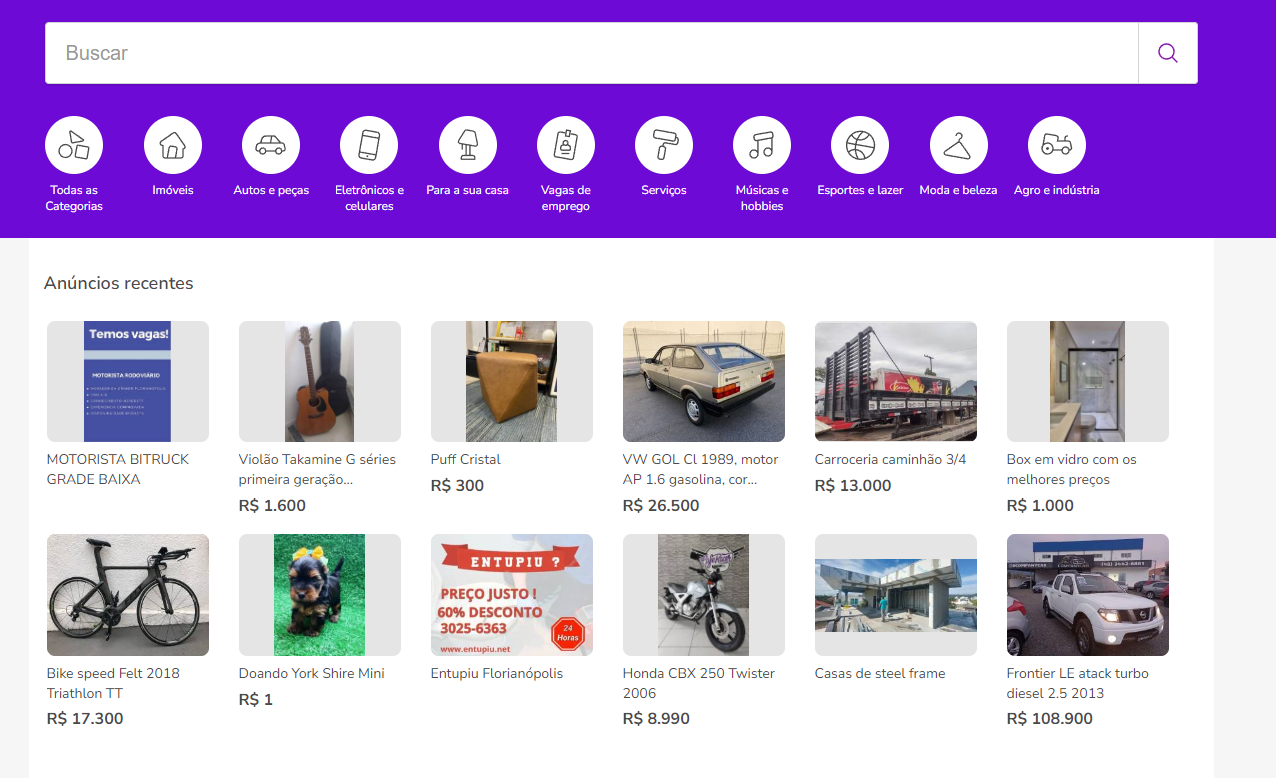 Buscar
Todas as
Categorias
Imóveis
Autos e peças
Eletrônicos e
celulares
Para a sua casa
Vagas de
emprego
Serviços
Músicas e
hobbies
Esportes e lazer
Moda e beleza
Agro e indústria
Anúncios recentes
Temos vagas!
MOTORISTA RODOVIÁRIO
MOTORISTA BITRUCK
GRADE BAIXA
Violão Takamine G séries
primeira geração...
R$ 1.600
Puff Cristal
R$ 300
VW GOL Cl 1989, motor
AP 1.6 gasolina, cor...
R$ 26.500
Carroceria caminhão 3/4
R$ 13.000
Box em vidro com os
melhores preços
R$ 1.000
Bike speed Felt 2018
Triathlon TT
R$ 17.300
Doando York Shire Mini
R$ 1
ENTUPIU ?
PREÇO JUSTO !
60% DESCONTO
3025-6363
24
Horas
www.entupiu.net
Entupiu Florianópolis
Honda CBX 250 Twister
2006
R$ 8.990
Casas de steel frame
Frontier LE atack turbo
diesel 2.5 2013
R$ 108.900